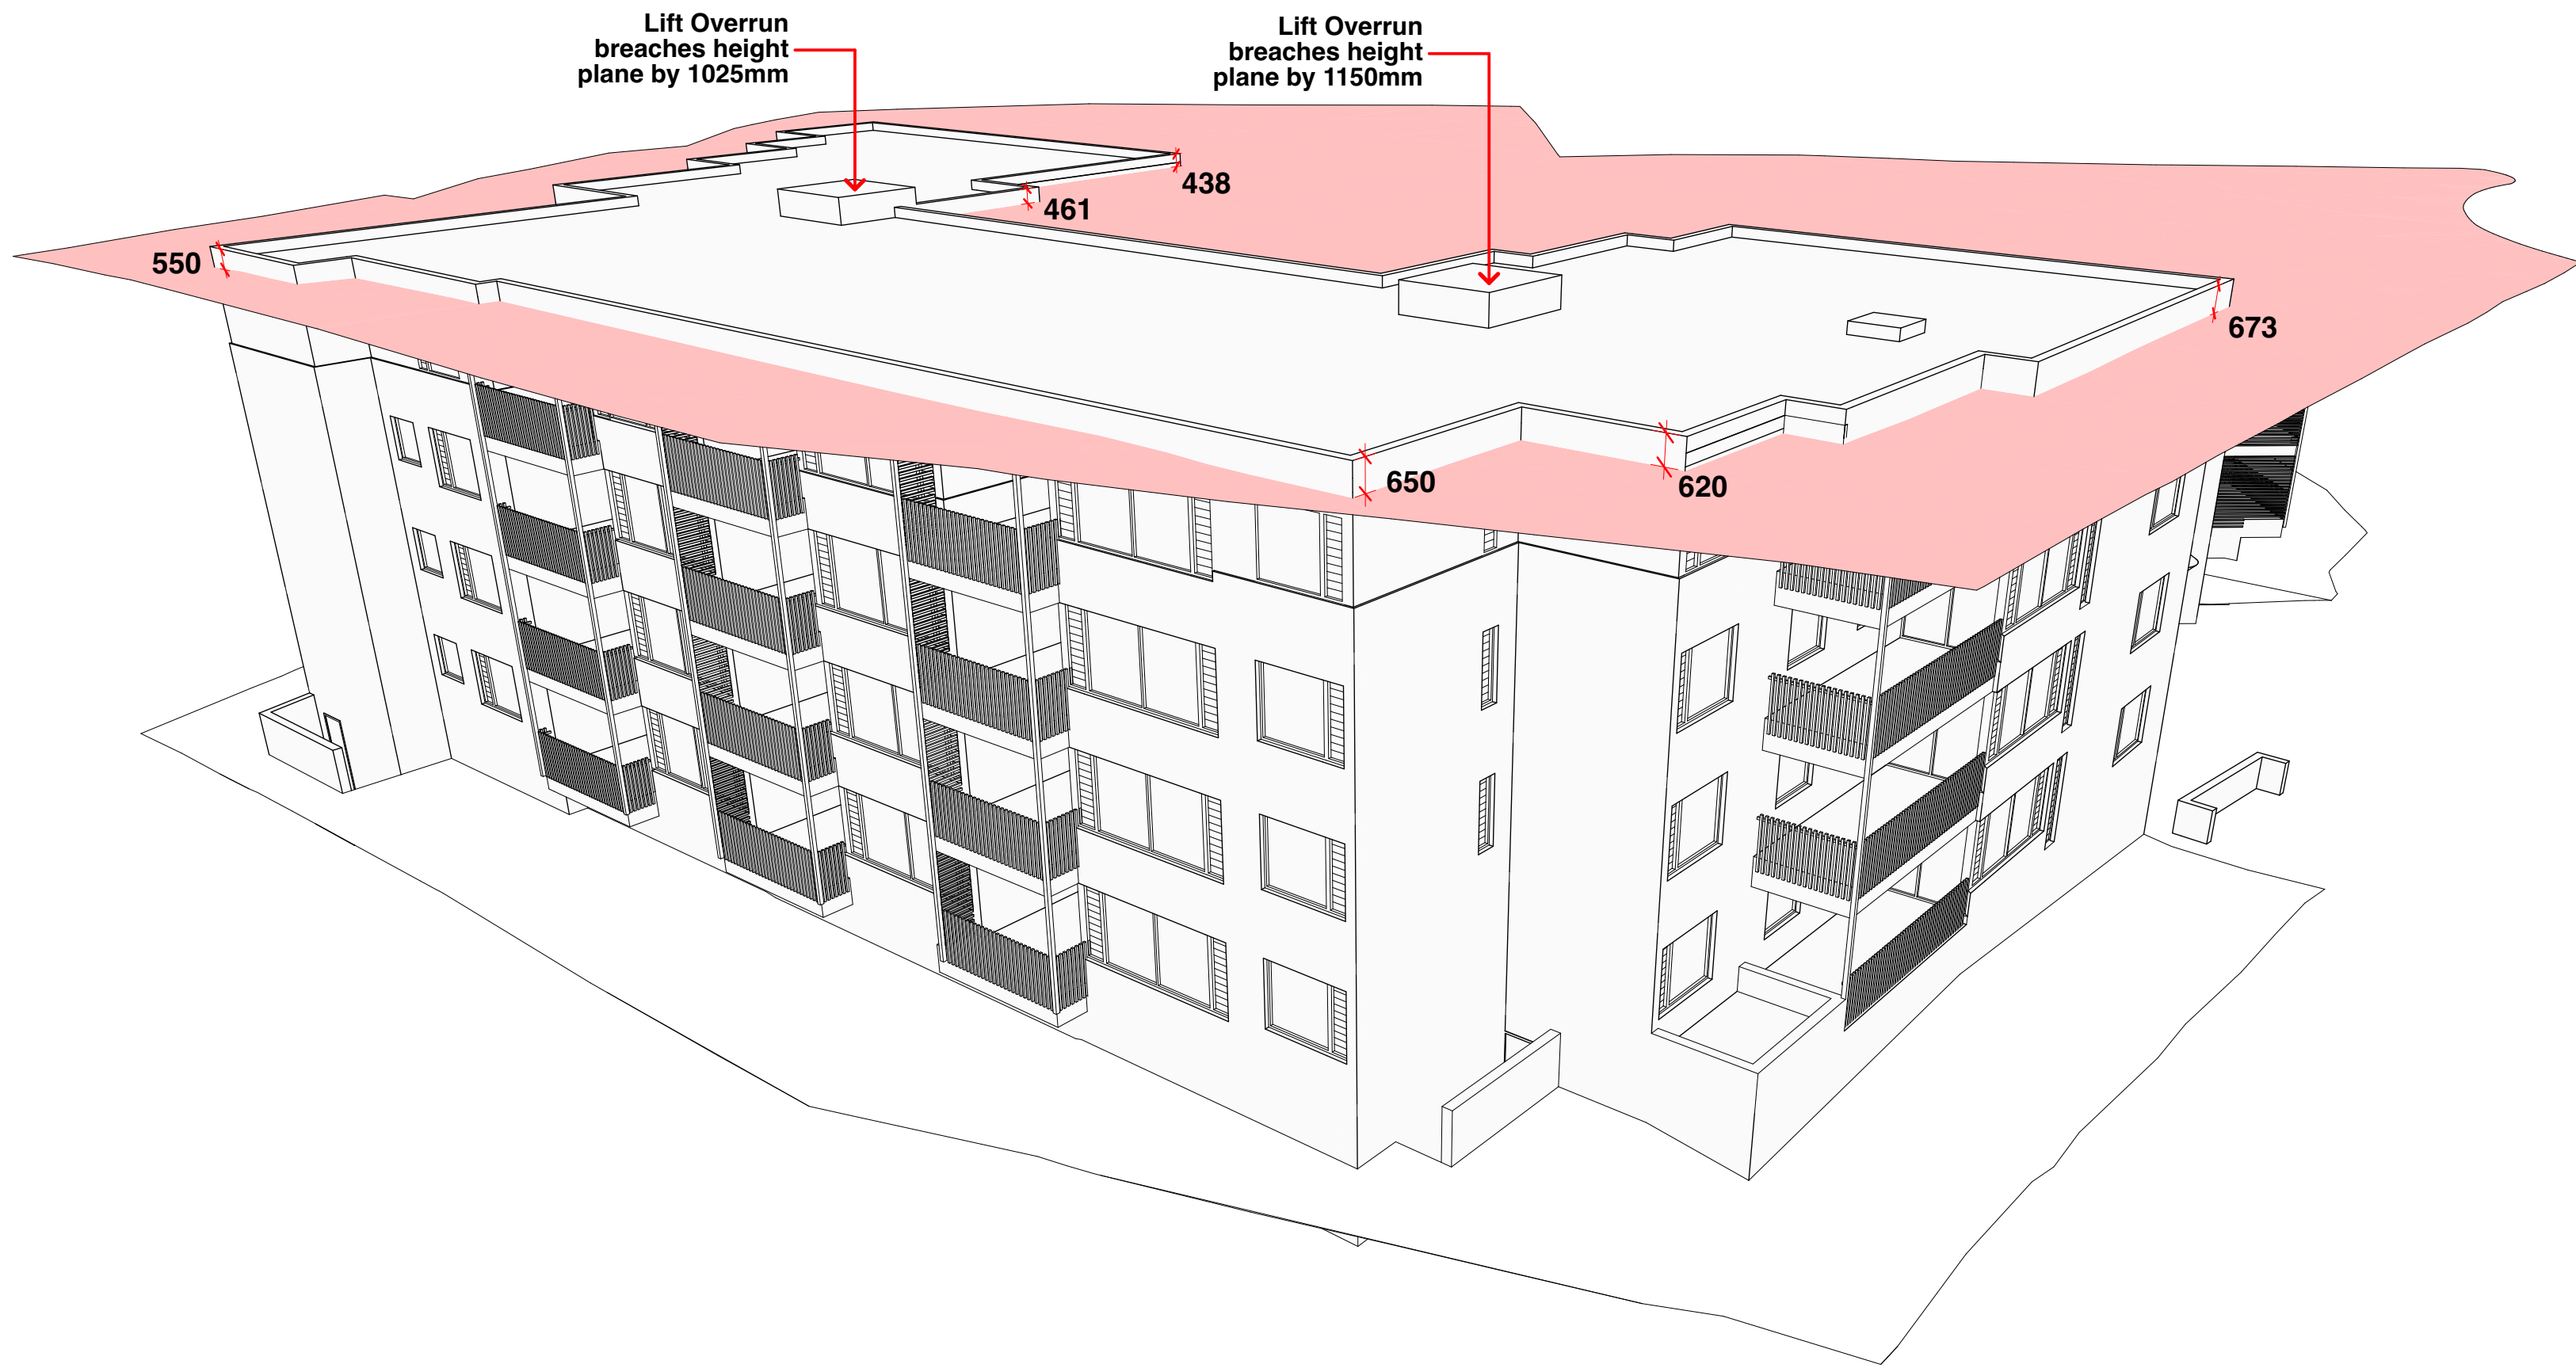 Lift Overrun
breaches height
plane by 1025mm
Lift Overrun
breaches height
plane by 1150mm
438
461
550
673
650
620